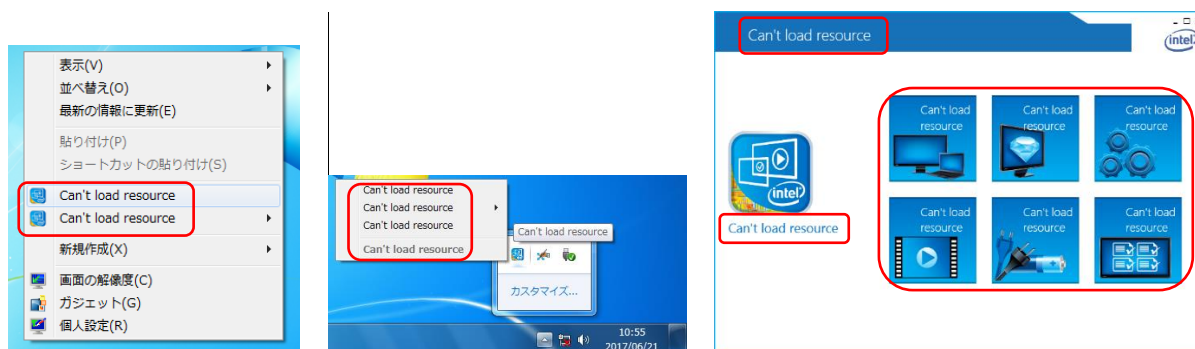 表示(V)
並べ替え(O)
最新の情報に更新(E)
貼り付け(P)
ショートカットの貼り付け(S)
Can't load resource
Can't load resource
新規作成(X)
画面の解像度(C)
ガジェット(G)
個人設定(R)
Can't load resource
Can't load resource
Can't load resource
Can't load resource
Can't load resource
カスタマイズ...
10:55
2017/06/21
Can't load resource
intel
intel
Can't load resource
Can't load
resource
Can't load
resource
Can't load
resource
Can't load
resource
Can't load
resource
Can't load
resource